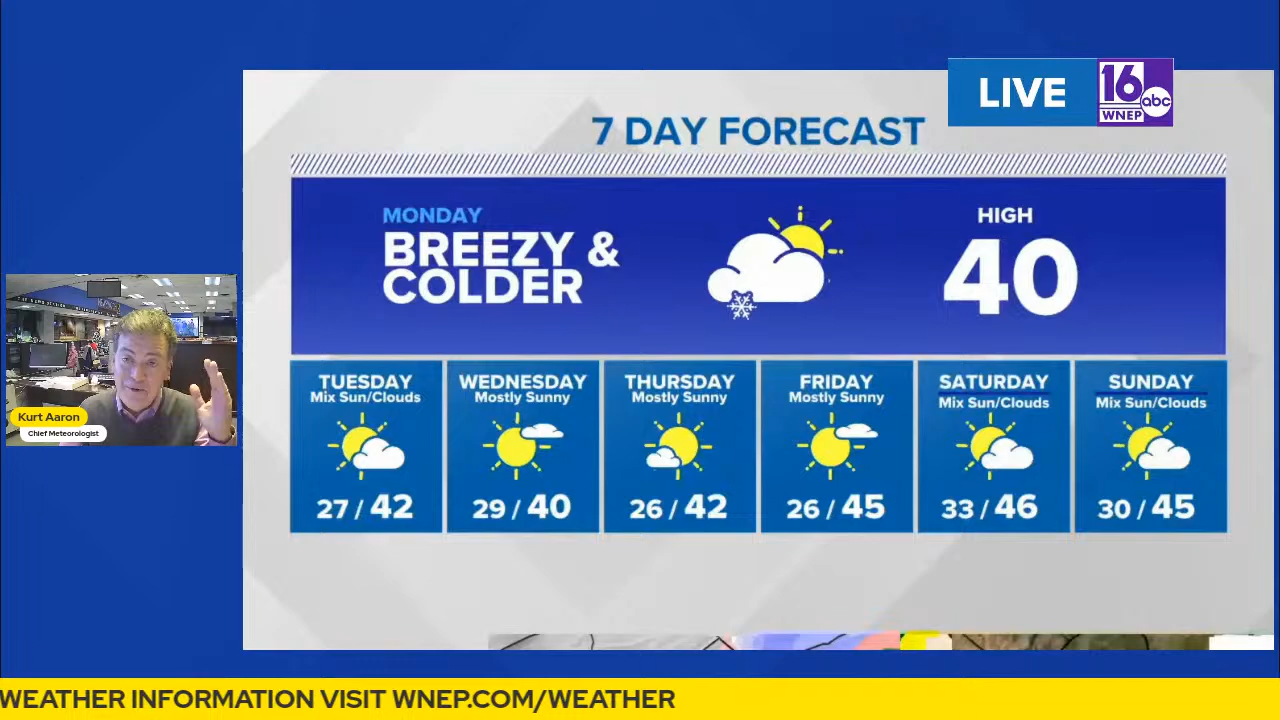 LIVE
16
abc
WNEP
7 DAY FORECAST
MONDAY
BREEZY &
COLDER
HIGH
40
TUESDAY
Mix Sun/Clouds
27 / 42
WEDNESDAY
Mostly Sunny
29 / 40
THURSDAY
Mostly Sunny
26 / 42
FRIDAY
Mostly Sunny
26 / 45
SATURDAY
Mix Sun/Clouds
33 / 46
SUNDAY
Mix Sun/Clouds
30 / 45
Kurt Aaron
Chief Meteorologist
WEATHER INFORMATION VISIT WNEP.COM/WEATHER